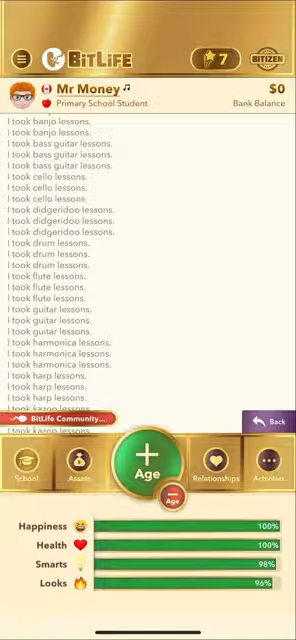 BitLife
7
BITIZEN
Mr Money
$0
Primary School Student
Bank Balance
I took banjo lessons.
I took banjo lessons.
I took bass guitar lessons.
I took bass guitar lessons.
I took bass guitar lessons.
I took cello lessons.
I took cello lessons.
I took cello lessons.
I took didgeridoo lessons.
I took didgeridoo lessons.
I took didgeridoo lessons.
I took drum lessons.
I took drum lessons.
I took drum lessons.
I took flute lessons.
I took flute lessons.
I took flute lessons.
I took guitar lessons.
I took guitar lessons.
I took guitar lessons.
I took harmonica lessons.
I took harmonica lessons.
I took harmonica lessons.
I took harp lessons.
I took harp lessons.
I took harp lessons.
I took kazoo lessons.
BitLife Community...
Back
I took kazoo lessons.
+
Age
School
Assets
Relationships
Activities
Age
Happiness
100%
Health
100%
Smarts
98%
Looks
96%